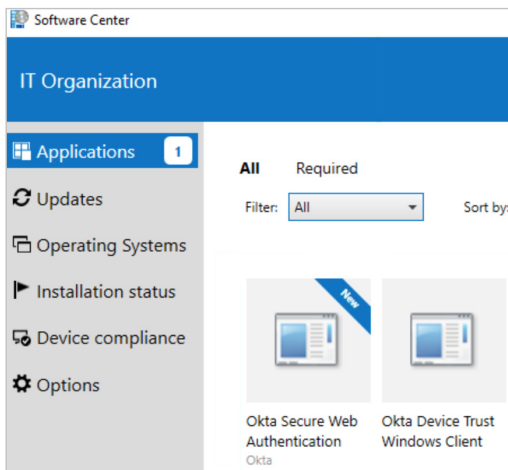 Software Center
IT Organization
Applications 1
Updates
Operating Systems
Installation status
Device compliance
Options
All Required
Filter: All Sort by:
New
Okta Secure Web
Authentication
Okta
Okta Device Trust
Windows Client